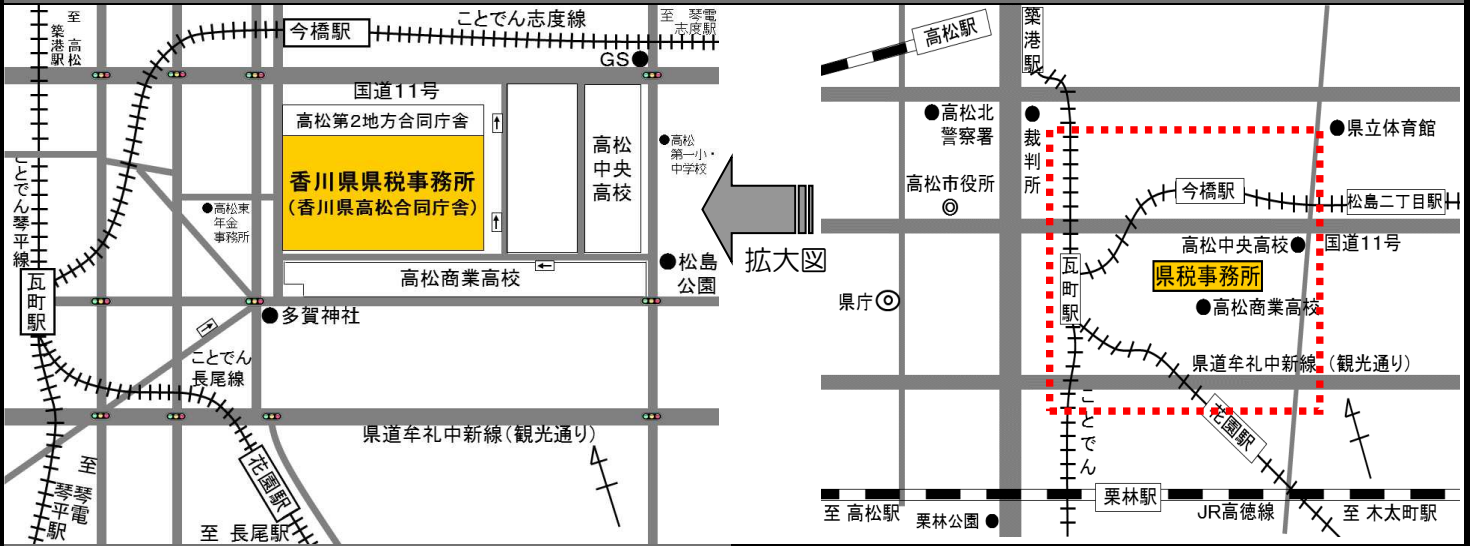 至 高松
築港駅
ことでん志度線
今橋駅
至 琴電
志度駅
GS
国道11号
高松第2地方合同庁舎
香川県県税事務所
(香川県高松合同庁舎)
高松
中央
高校
高松
第一小・
中学校
高松東
年金
事務所
ことでん琴平線
瓦町駅
高松商業高校
松島
公園
多賀神社
ことでん
長尾線
県道牟礼中新線(観光通り)
花園駅
至 琴電
琴平駅
至 長尾駅
拡大図
高松駅
築港駅
高松北
警察署
裁判所
県立体育館
高松市役所
今橋駅
松島二丁目駅
高松中央高校
国道11号
県税事務所
瓦町駅
県庁
高松商業高校
県道牟礼中新線(観光通り)
ことでん
花園駅
栗林駅
至 高松駅
栗林公園
JR高徳線
至 木太町駅